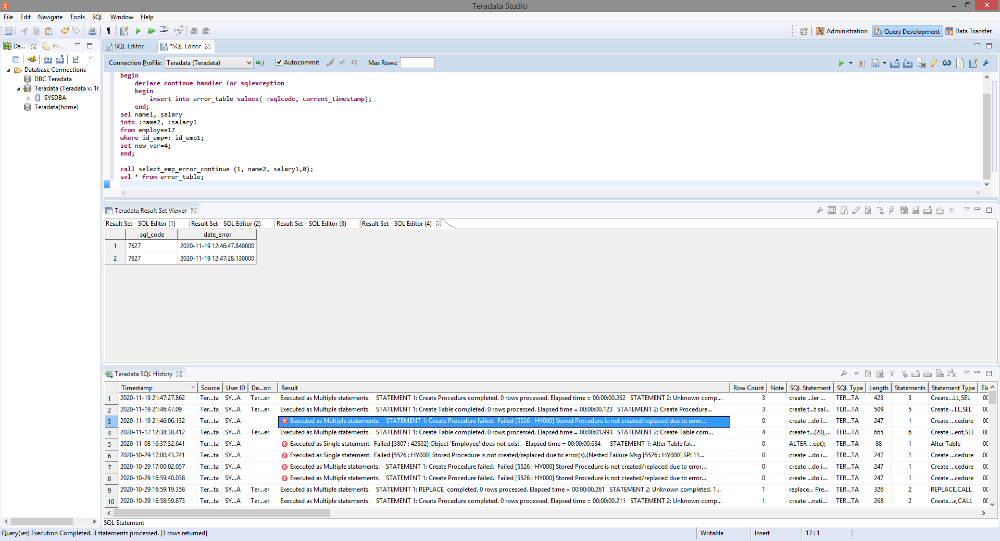 Teradata Studio
File Edit Navigate Tools SQL Window Help
Administration Query Development Data Transfer
Da... Pr...
Database Connections
DBC Teradata
Teradata (Teradata v. 16
SYSDBA
Teradata(home)
SQL Editor *SQL Editor
Connection Profile: Teradata (Teradata) Autocommit Max Rows:
begin
declare continue handler for sqlexception
begin
insert into error_table values( :sqlcode, current_timestamp);
end;
sel name1, salary
into :name2, :salary1
from employee17
where id_emp=: id_emp1;
set new_var=4;
end;
call select_emp_error_continue (1, name2, salary1,0);
sel * from error_table;
Teradata Result Set Viewer
Result Set - SQL Editor (1) Result Set - SQL Editor (2) Result Set - SQL Editor (3) Result Set - SQL Editor (4)
sql_code date_error
1 7627 2020-11-19 12:46:47.840000
2 7627 2020-11-19 12:47:28.130000
Teradata SQL History
Timestamp Source User ID De...on Result Row Count Note SQL Statement SQL Type Length Statements Statement Type Ela
1 2020-11-19 21:47:27.862 Ter...ta SY...A Ter...er Executed as Multiple statements. STATEMENT 1: Create Procedure completed. 0 rows processed. Elapsed time = 00:00:00.262 STATEMENT 2: Unknown comp... 3 create ...ler ... TER...TA 423 3 Create...LL,SEL 00
2 2020-11-19 21:46:47.09 Ter...ta SY...A Ter...er Executed as Multiple statements. STATEMENT 1: Create Table completed. 0 rows processed. Elapsed time = 00:00:00.123 STATEMENT 2: Create Procedure... 3 create t...t sal... TER...TA 509 5 Create ...LL,SEL 00
3 2020-11-19 21:46:06.132 Ter...ta SY...A Executed as Multiple statements. STATEMENT 1: Create Procedure failed. Failed [5526 : HY000] Stored Procedure is not created/replaced due to error... 0 create ...do i... TER...TA 247 1 Create ...cedure 00
4 2020-11-17 12:38:30.412 Ter...ta SY...A Ter...er Executed as Multiple statements. STATEMENT 1: Create Table completed. 0 rows processed. Elapsed time = 00:00:01.993 STATEMENT 2: Create Table com... 4 create t...(20),... TER...TA 665 6 Create ...ent,SEL 00
5 2020-11-08 16:37:32.641 Ter...ta SY...A Executed as Single statement. Failed [3807 : 42S02] Object 'Employee' does not exist. Elapsed time = 00:00:00.634 STATEMENT 1: Alter Table fai... 0 ALTER ...ept); TER...TA 88 1 Alter Table 00
6 2020-10-29 17:00:43.741 Ter...ta SY...A Executed as Single statement. Failed [5526 : HY000] Stored Procedure is not created/replaced due to error(s).{Nested Failure Msg [5526 : HY000] SPL11... 0 create ...do i... TER...TA 247 1 Create ...cedure 00
7 2020-10-29 17:00:02.057 Ter...ta SY...A Executed as Multiple statements. STATEMENT 1: Create Procedure failed. Failed [5526 : HY000] Stored Procedure is not created/replaced due to error... 0 create ...do i... TER...TA 247 1 Create ...cedure 00
8 2020-10-29 16:59:40.038 Ter...ta SY...A Executed as Multiple statements. STATEMENT 1: Create Procedure failed. Failed [5526 : HY000] Stored Procedure is not created/replaced due to error... 0 create ...do i... TER...TA 247 1 Create ...cedure 00
9 2020-10-29 16:59:19.358 Ter...ta SY...A Ter...er Executed as Multiple statements. STATEMENT 1: REPLACE completed. 0 rows processed. Elapsed time = 00:00:00.261 STATEMENT 2: Unknown completed. 1... 1 replace... Pre... TER...TA 326 2 REPLACE,CALL 00
10 2020-10-29 16:58:59.873 Ter...ta SY...A Ter...er Executed as Multiple statements. STATEMENT 1: Create Procedure completed. 0 rows processed. Elapsed time = 00:00:00.211 STATEMENT 2: Unknown comp... 1 create ...nati... TER...TA 268 2 Create...e,CALL 00
SQL Statement
Query(ies) Execution Completed. 3 statements processed. [3 rows returned] Writable Insert 17 : 1